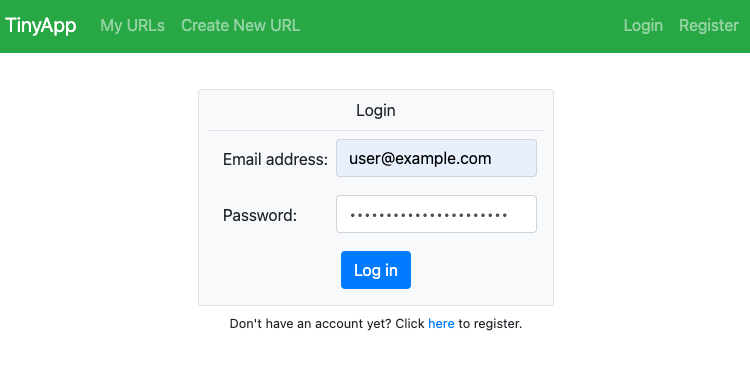 TinyApp My URLs Create New URL Login Register
Login
Email address: user@example.com
Password: ••••••••••••••••••••••
Log in
Don't have an account yet? Click here to register.